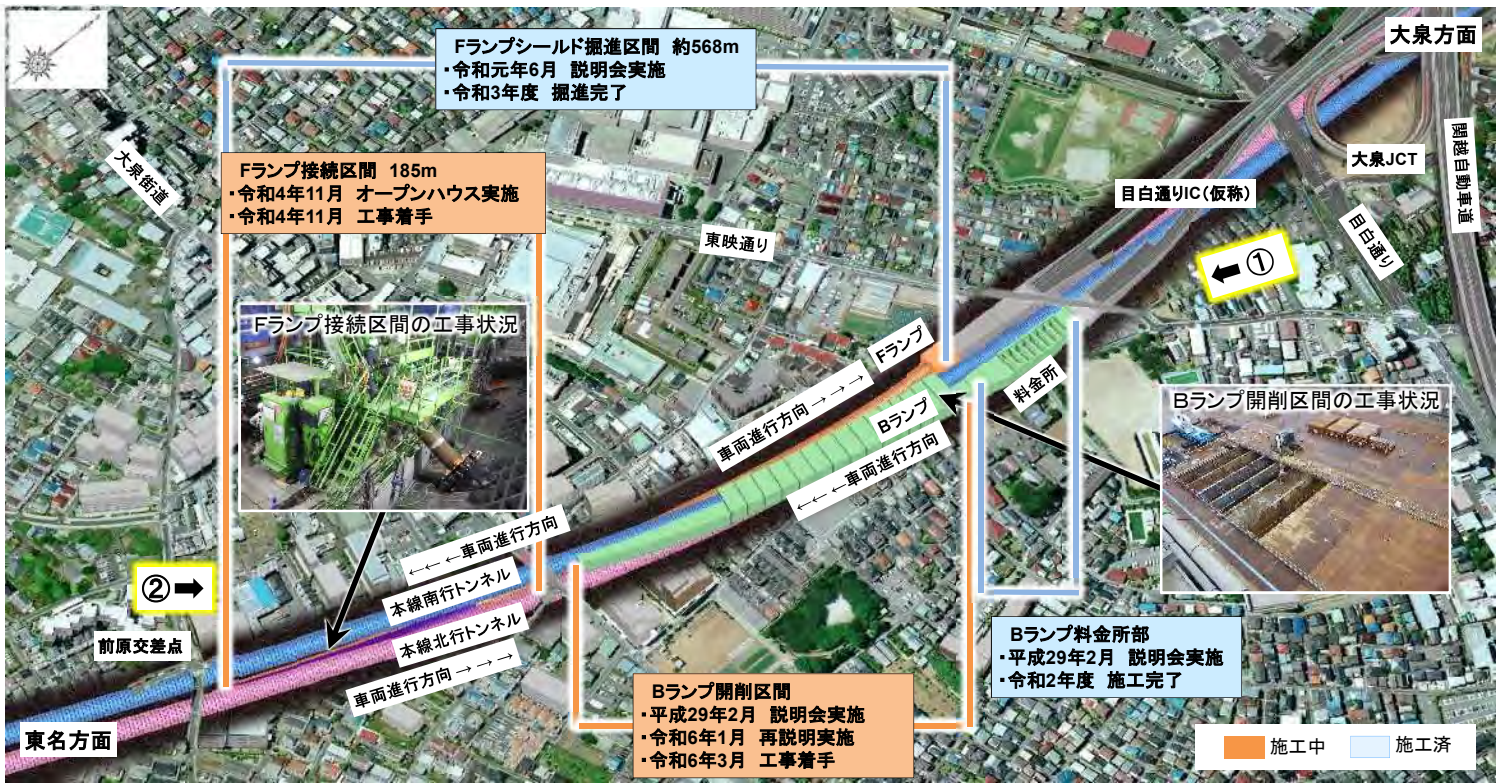 Fランプシールド掘進区間 約568m
・令和元年6月 説明会実施
・令和3年度 掘進完了
大泉方面
大泉街道
Fランプ接続区間 185m
・令和4年11月 オープンハウス実施
・令和4年11月 工事着手
東映通り
目白通りIC(仮称)
大泉JCT
関越自動車道
目白通り
← ①
Fランプ接続区間の工事状況
車両進行方向 → → →
Fランプ
Bランプ
← ← ← 車両進行方向
料金所
Bランプ開削区間の工事状況
② ➡
前原交差点
← ← ← 車両進行方向
本線南行トンネル
本線北行トンネル
車両進行方向 → → →
東名方面
Bランプ開削区間
・平成29年2月 説明会実施
・令和6年1月 再説明実施
・令和6年3月 工事着手
Bランプ料金所部
・平成29年2月 説明会実施
・令和2年度 施工完了
施工中
施工済